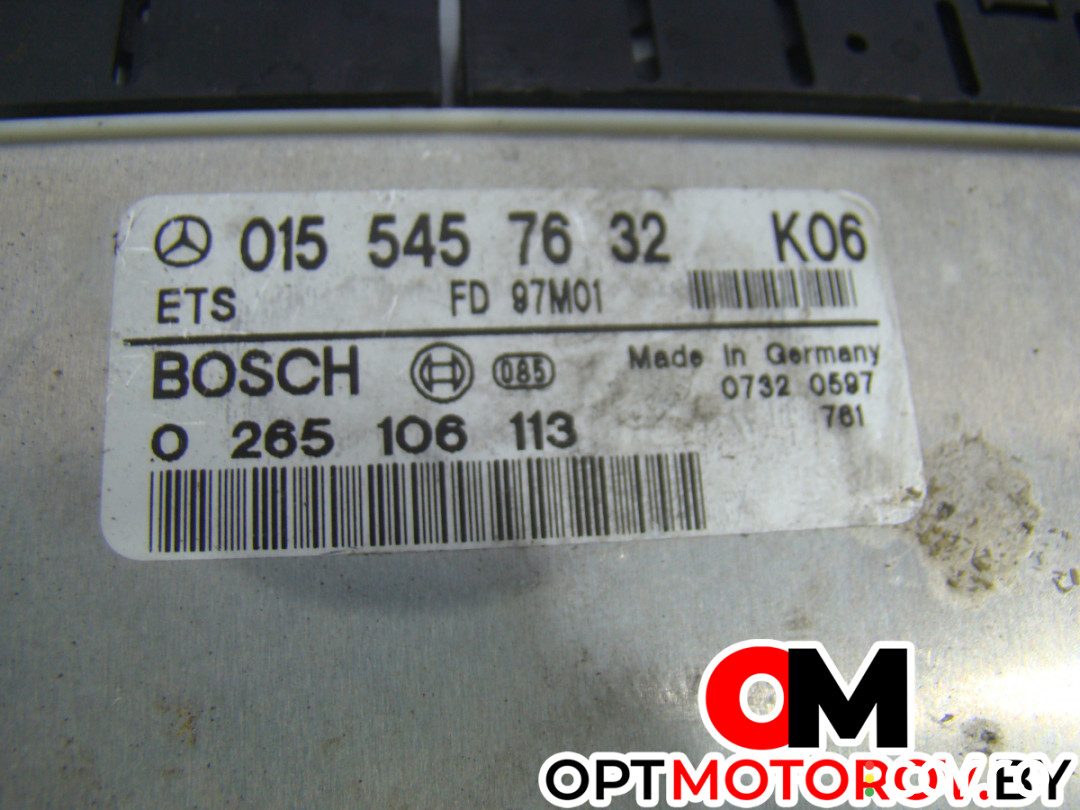 015 545 76 32 K06
ETS FD 97M01
BOSCH 085 Made in Germany
0732 0597
761
0 265 106 113
OM
OPTMOTOROV.BY